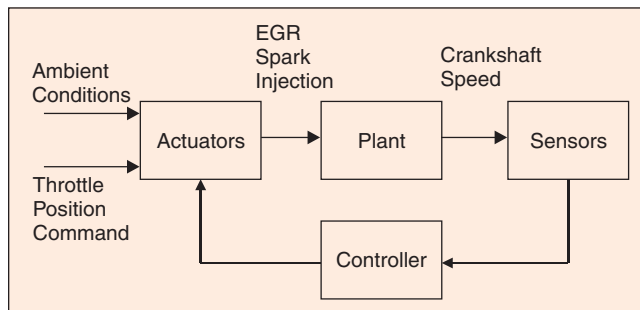 Ambient
Conditions
EGR
Spark
Injection
Crankshaft
Speed
Actuators
Plant
Sensors
Throttle
Position
Command
Controller